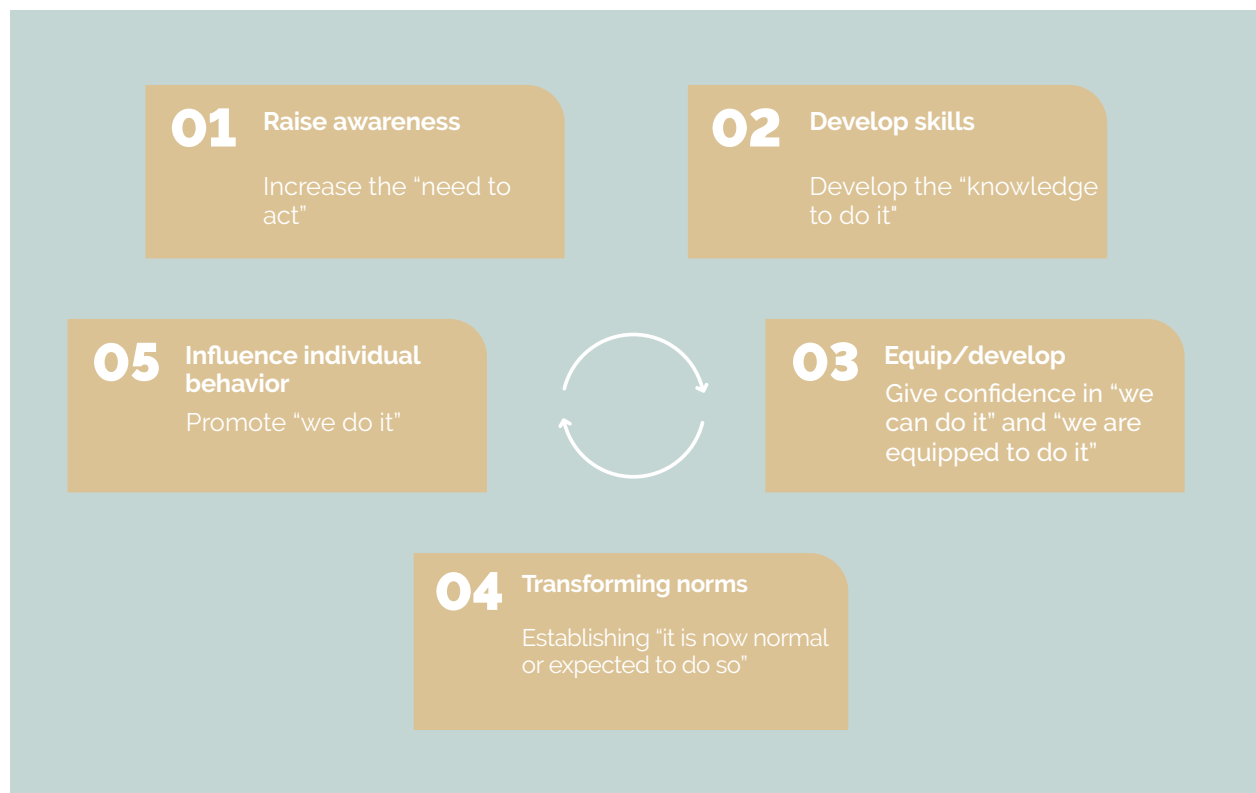 01
Raise awareness
Increase the “need to
act”
02
Develop skills
Develop the “knowledge
to do it"
03
Equip/develop
Give confidence in “we
can do it” and “we are
equipped to do it”
04
Transforming norms
Establishing “it is now normal
or expected to do so”
05
Influence individual
behavior
Promote “we do it”